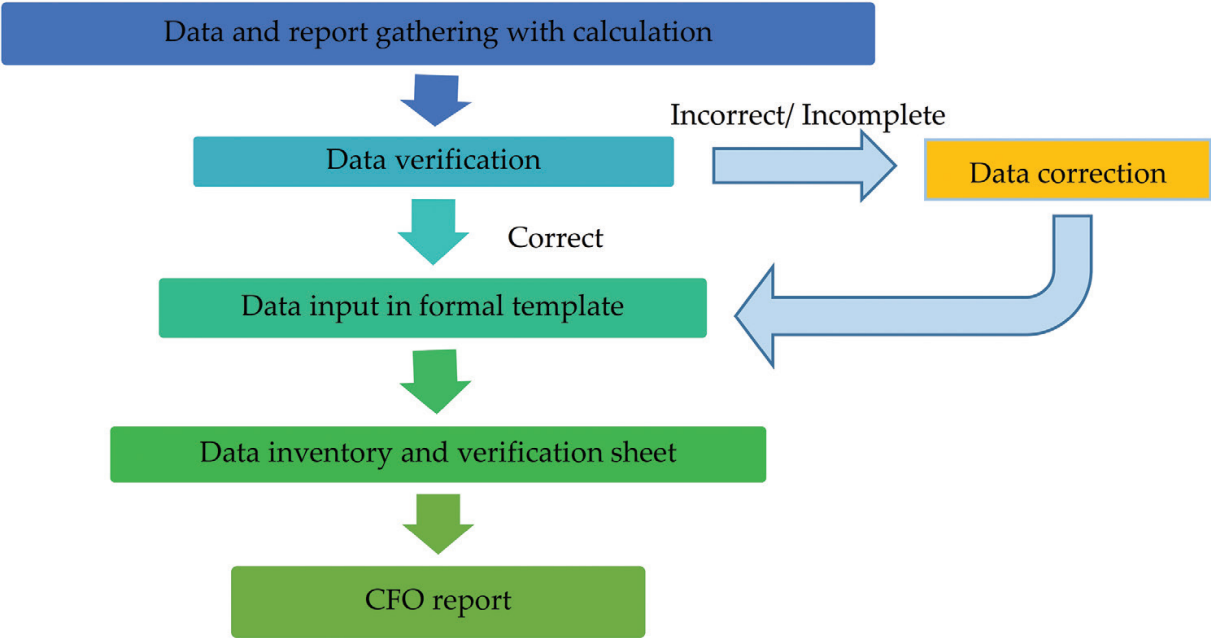 Data and report gathering with calculation
Incorrect/ Incomplete
Data verification
Data correction
Correct
Data input in formal template
Data inventory and verification sheet
CFO report